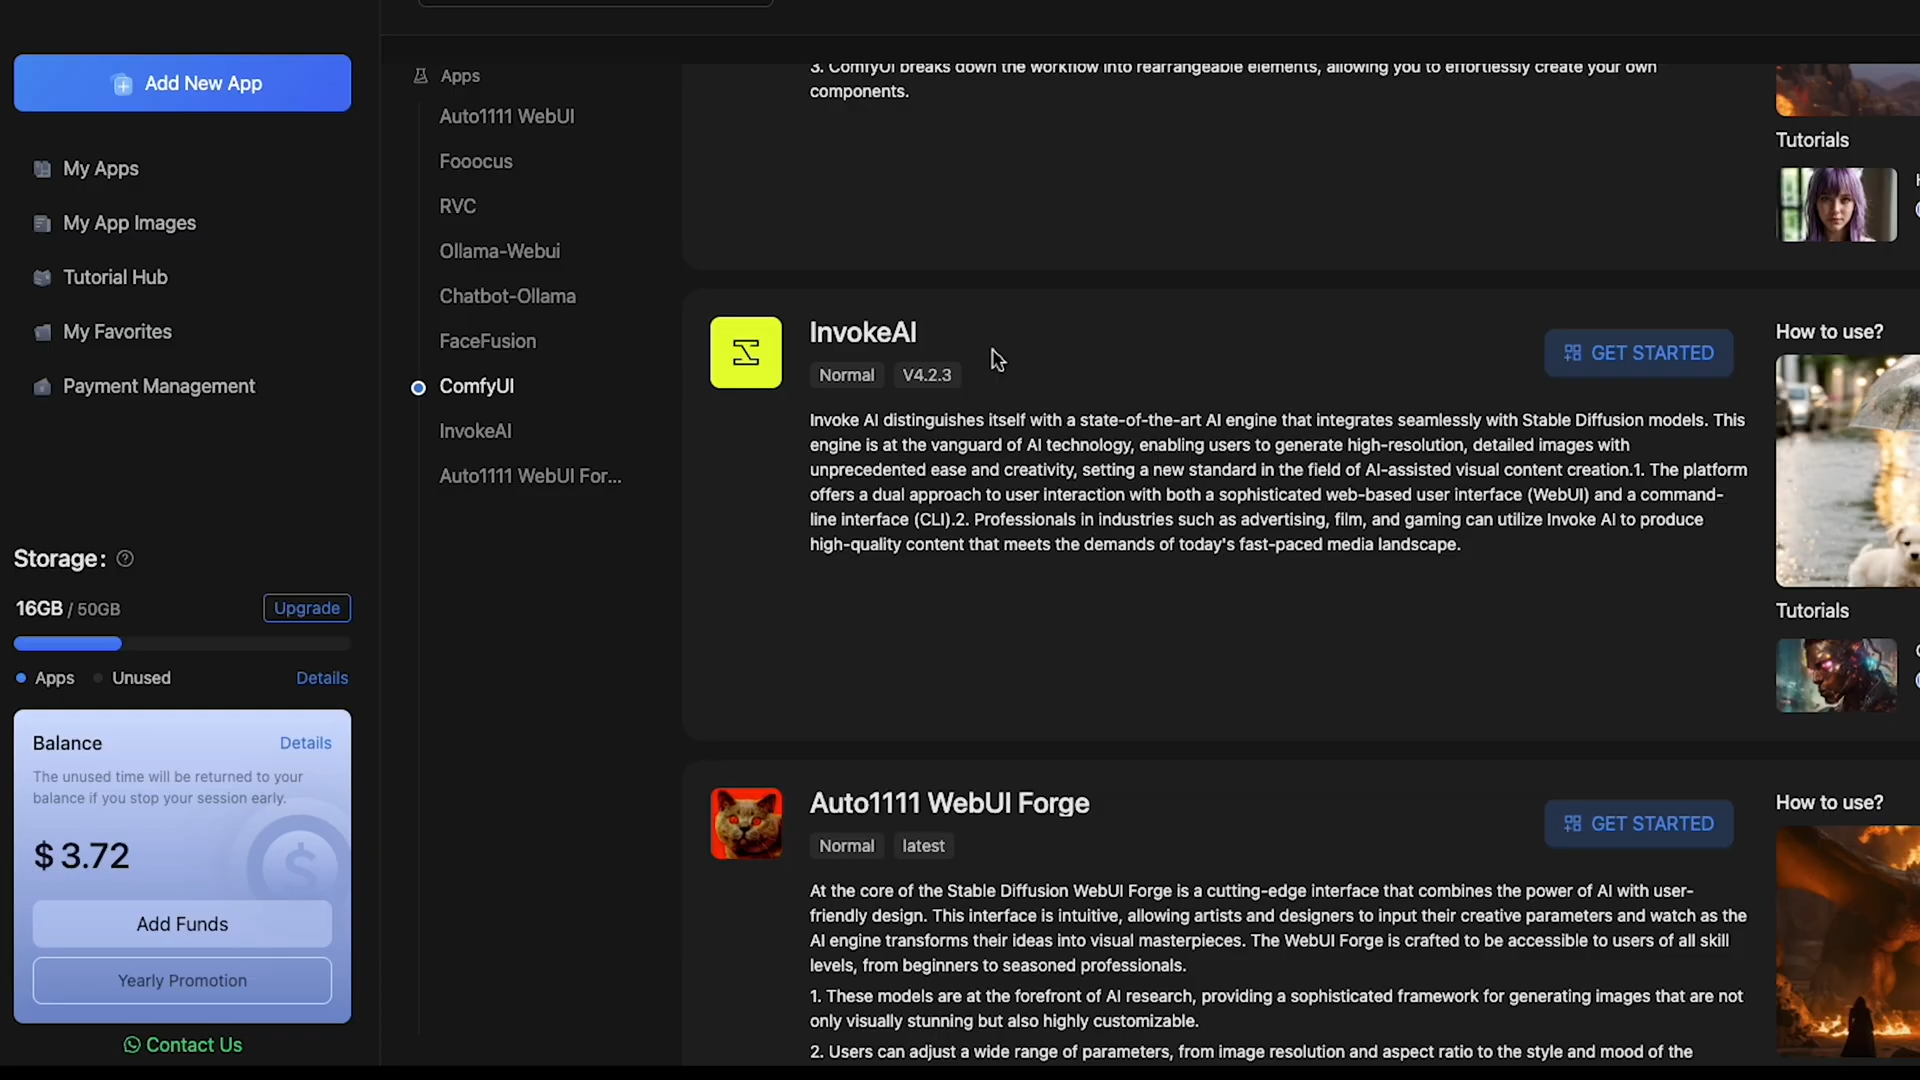 Add New App
My Apps
My App Images
Tutorial Hub
My Favorites
Payment Management
Storage:
16GB / 50GB
Upgrade
Apps
Unused
Details
Balance
Details
The unused time will be returned to your
balance if you stop your session early.
$ 3.72
Add Funds
Yearly Promotion
Contact Us
Apps
Auto1111 WebUI
Fooocus
RVC
Ollama-Webui
Chatbot-Ollama
FaceFusion
ComfyUI
InvokeAI
Auto1111 WebUI For...
3. ComfyUI breaks down the workflow into rearrangeable elements, allowing you to effortlessly create your own
components.
Tutorials
InvokeAI
Normal
V4.2.3
GET STARTED
Invoke AI distinguishes itself with a state-of-the-art AI engine that integrates seamlessly with Stable Diffusion models. This
engine is at the vanguard of AI technology, enabling users to generate high-resolution, detailed images with
unprecedented ease and creativity, setting a new standard in the field of AI-assisted visual content creation.1. The platform
offers a dual approach to user interaction with both a sophisticated web-based user interface (WebUI) and a command-
line interface (CLI).2. Professionals in industries such as advertising, film, and gaming can utilize Invoke AI to produce
high-quality content that meets the demands of today's fast-paced media landscape.
How to use?
Tutorials
Auto1111 WebUI Forge
Normal
latest
GET STARTED
At the core of the Stable Diffusion WebUI Forge is a cutting-edge interface that combines the power of AI with user-
friendly design. This interface is intuitive, allowing artists and designers to input their creative parameters and watch as the
AI engine transforms their ideas into visual masterpieces. The WebUI Forge is crafted to be accessible to users of all skill
levels, from beginners to seasoned professionals.
1. These models are at the forefront of AI research, providing a sophisticated framework for generating images that are not
only visually stunning but also highly customizable.
2. Users can adjust a wide range of parameters, from image resolution and aspect ratio to the style and mood of the
How to use?